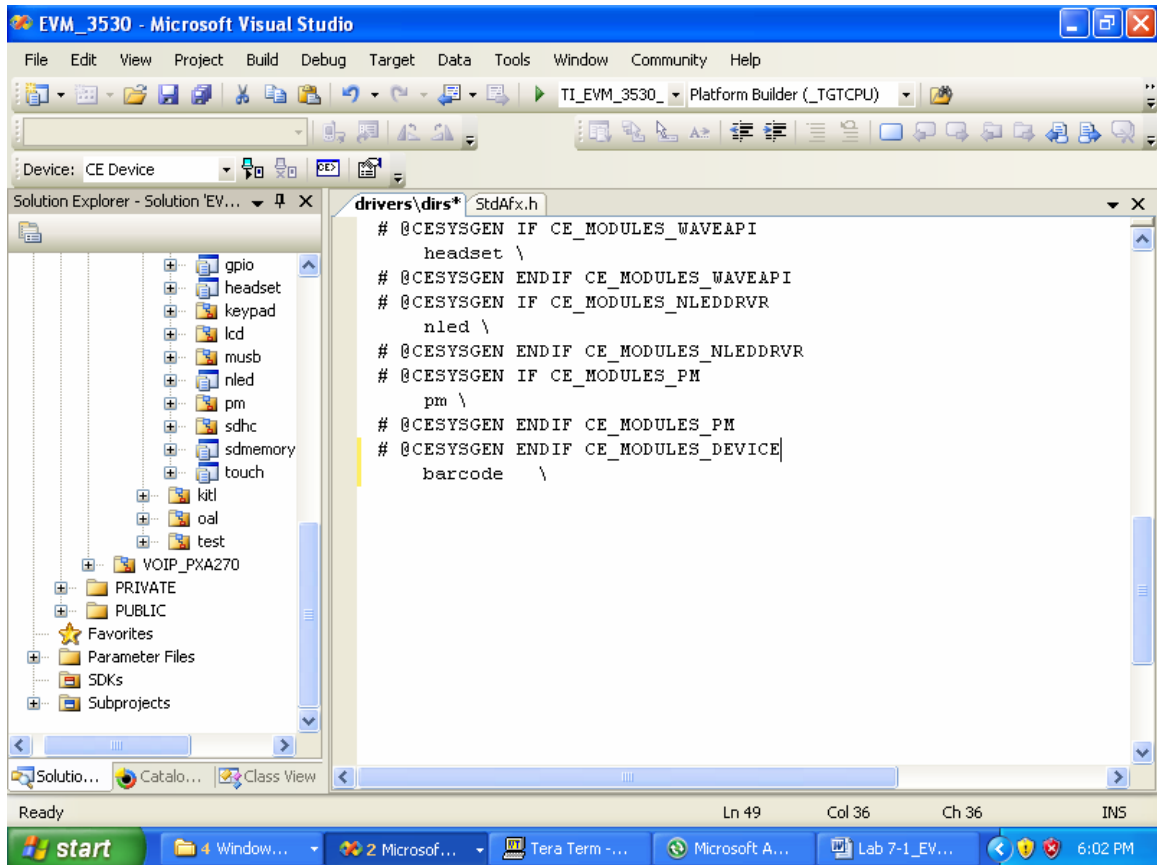 EVM_3530 - Microsoft Visual Studio
File Edit View Project Build Debug Target Data Tools Window Community Help
TI_EVM_3530_ Platform Builder (_TGTCPU)
Device: CE Device
Solution Explorer - Solution 'EV...
drivers\dirs* StdAfx.h
gpio
headset
keypad
lcd
musb
nled
pm
sdhc
sdmemory
touch
kitl
oal
test
VOIP_PXA270
PRIVATE
PUBLIC
Favorites
Parameter Files
SDKs
Subprojects
Solutio... Catalo... Class View
# @CESYSGEN IF CE_MODULES_WAVEAPI
headset \
# @CESYSGEN ENDIF CE_MODULES_WAVEAPI
# @CESYSGEN IF CE_MODULES_NLEDDRVR
nled \
# @CESYSGEN ENDIF CE_MODULES_NLEDDRVR
# @CESYSGEN IF CE_MODULES_PM
pm \
# @CESYSGEN ENDIF CE_MODULES_PM
# @CESYSGEN ENDIF CE_MODULES_DEVICE
barcode \
Ready Ln 49 Col 36 Ch 36 INS
start 4 Window... 2 Microsof... Tera Term -... Microsoft A... Lab 7-1_EV... 6:02 PM